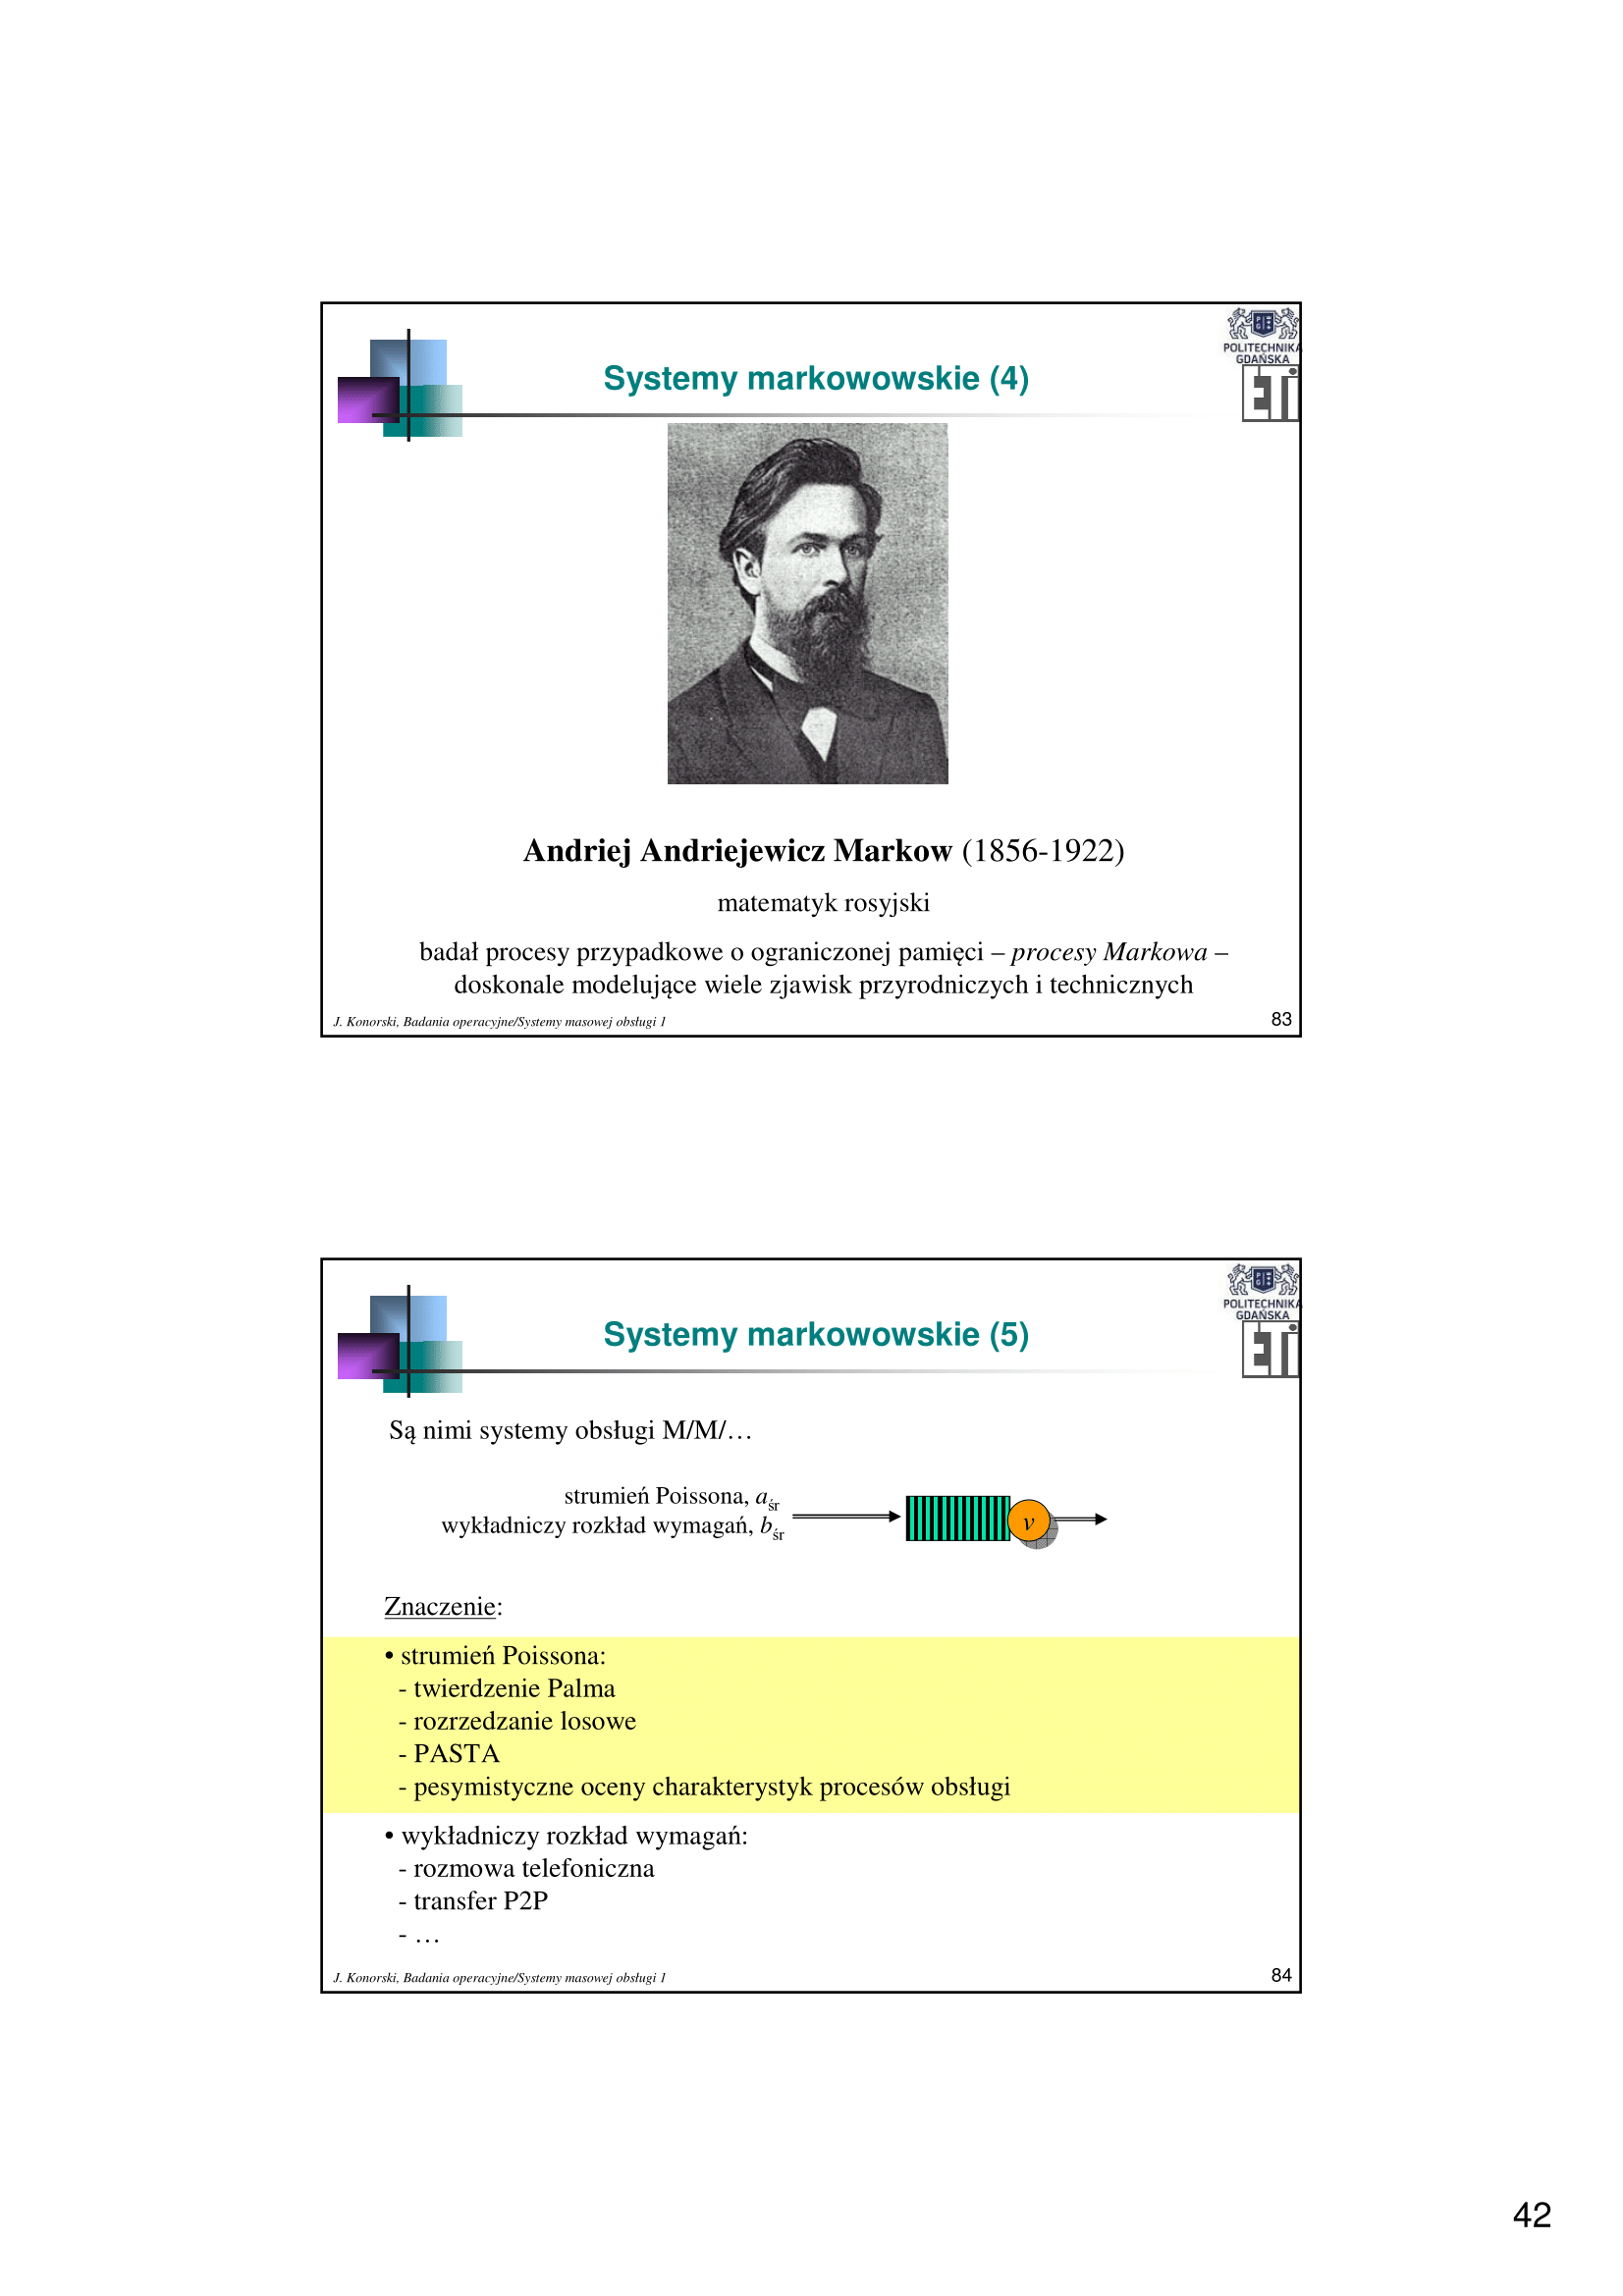 POLITECHNIKA
GDAŃSKA
ETI
Systemy markowowskie (4)
Andriej Andriejewicz Markow (1856-1922)
matematyk rosyjski
badał procesy przypadkowe o ograniczonej pamięci – procesy Markowa –
doskonale modelujące wiele zjawisk przyrodniczych i technicznych
J. Konorski, Badania operacyjne/Systemy masowej obsługi 1
83
POLITECHNIKA
GDAŃSKA
ETI
Systemy markowowskie (5)
Są nimi systemy obsługi M/M/…
strumień Poissona, aśr
wykładniczy rozkład wymagań, bśr
v
Znaczenie:
• strumień Poissona:
- twierdzenie Palma
- rozrzedzanie losowe
- PASTA
- pesymistyczne oceny charakterystyk procesów obsługi
• wykładniczy rozkład wymagań:
- rozmowa telefoniczna
- transfer P2P
- …
J. Konorski, Badania operacyjne/Systemy masowej obsługi 1
84
42